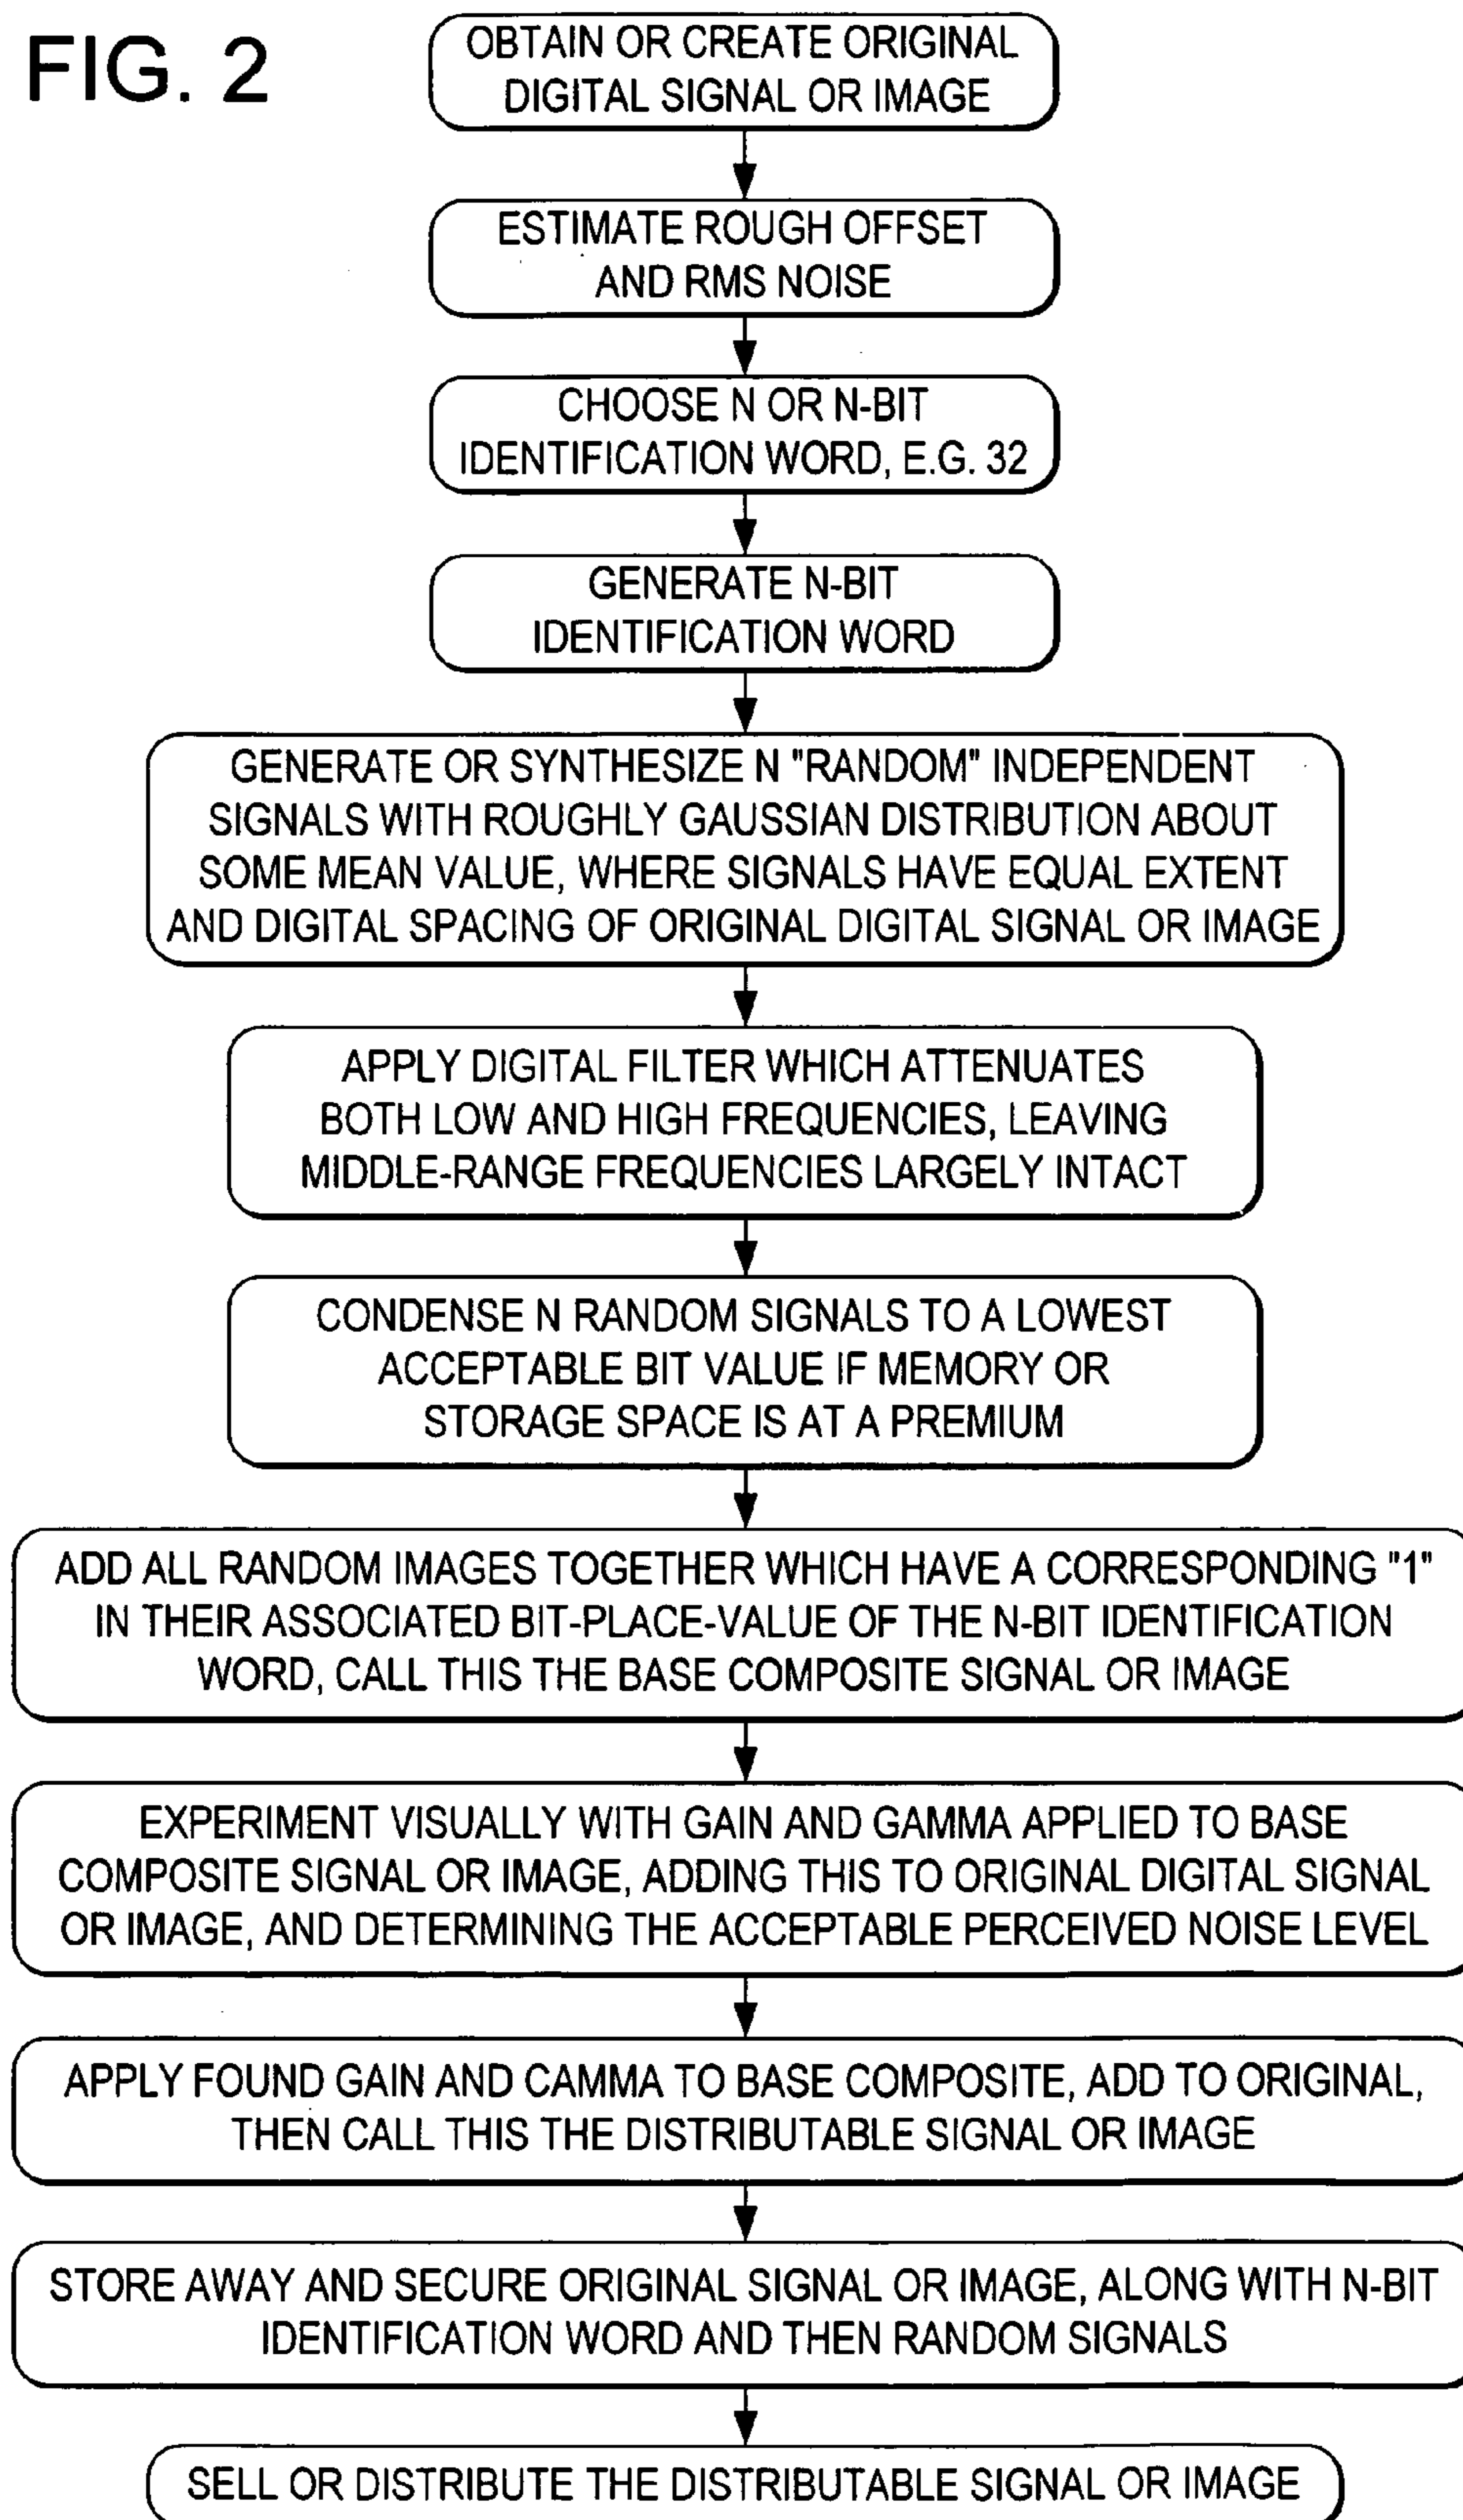 FIG. 2
OBTAIN OR CREATE ORIGINAL
DIGITAL SIGNAL OR IMAGE
ESTIMATE ROUGH OFFSET
AND RMS NOISE
CHOOSE N OR N-BIT
IDENTIFICATION WORD, E.G. 32
GENERATE N-BIT
IDENTIFICATION WORD
GENERATE OR SYNTHESIZE N "RANDOM" INDEPENDENT
SIGNALS WITH ROUGHLY GAUSSIAN DISTRIBUTION ABOUT
SOME MEAN VALUE, WHERE SIGNALS HAVE EQUAL EXTENT
AND DIGITAL SPACING OF ORIGINAL DIGITAL SIGNAL OR IMAGE
APPLY DIGITAL FILTER WHICH ATTENUATES
BOTH LOW AND HIGH FREQUENCIES, LEAVING
MIDDLE-RANGE FREQUENCIES LARGELY INTACT
CONDENSE N RANDOM SIGNALS TO A LOWEST
ACCEPTABLE BIT VALUE IF MEMORY OR
STORAGE SPACE IS AT A PREMIUM
ADD ALL RANDOM IMAGES TOGETHER WHICH HAVE A CORRESPONDING "1"
IN THEIR ASSOCIATED BIT-PLACE-VALUE OF THE N-BIT IDENTIFICATION
WORD, CALL THIS THE BASE COMPOSITE SIGNAL OR IMAGE
EXPERIMENT VISUALLY WITH GAIN AND GAMMA APPLIED TO BASE
COMPOSITE SIGNAL OR IMAGE, ADDING THIS TO ORIGINAL DIGITAL SIGNAL
OR IMAGE, AND DETERMINING THE ACCEPTABLE PERCEIVED NOISE LEVEL
APPLY FOUND GAIN AND CAMMA TO BASE COMPOSITE, ADD TO ORIGINAL,
THEN CALL THIS THE DISTRIBUTABLE SIGNAL OR IMAGE
STORE AWAY AND SECURE ORIGINAL SIGNAL OR IMAGE, ALONG WITH N-BIT
IDENTIFICATION WORD AND THEN RANDOM SIGNALS
SELL OR DISTRIBUTE THE DISTRIBUTABLE SIGNAL OR IMAGE